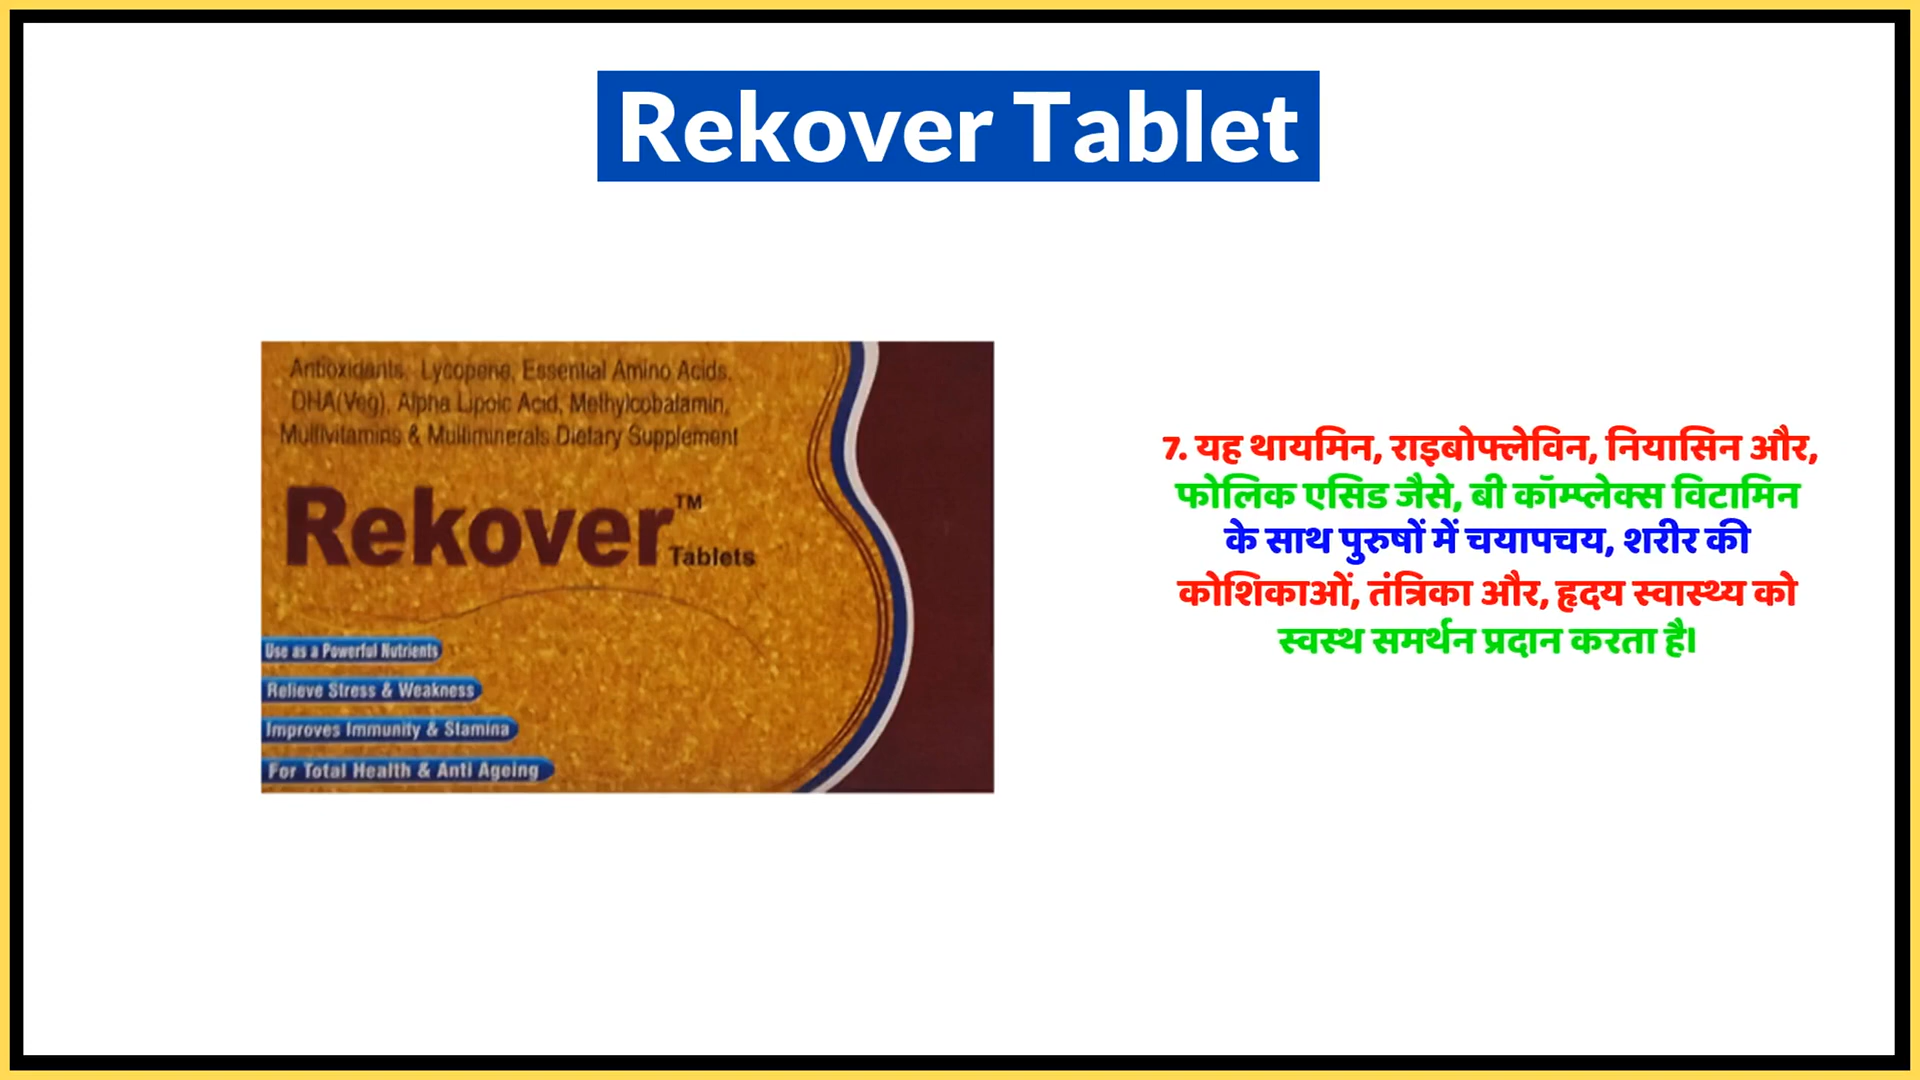 Rekover Tablet
Antioxidants, Lycopene, Essential Amino Acids,
DHA(Veg), Alpha Lipoic Acid, Methylcobalamin,
Multivitamins & Multiminerals Dietary Supplement
Rekover™
Tablets
Use as a Powerful Nutrients
Relieve Stress & Weakness
Improves Immunity & Stamina
For Total Health & Anti Ageing
7. यह थायमिन, राइबोफ्लेविन, नियासिन और,
फोलिक एसिड जैसे, बी कॉम्प्लेक्स विटामिन
के साथ पुरुषों में चयापचय, शरीर की
कोशिकाओं, तंत्रिका और, हृदय स्वास्थ्य को
स्वस्थ समर्थन प्रदान करता है।